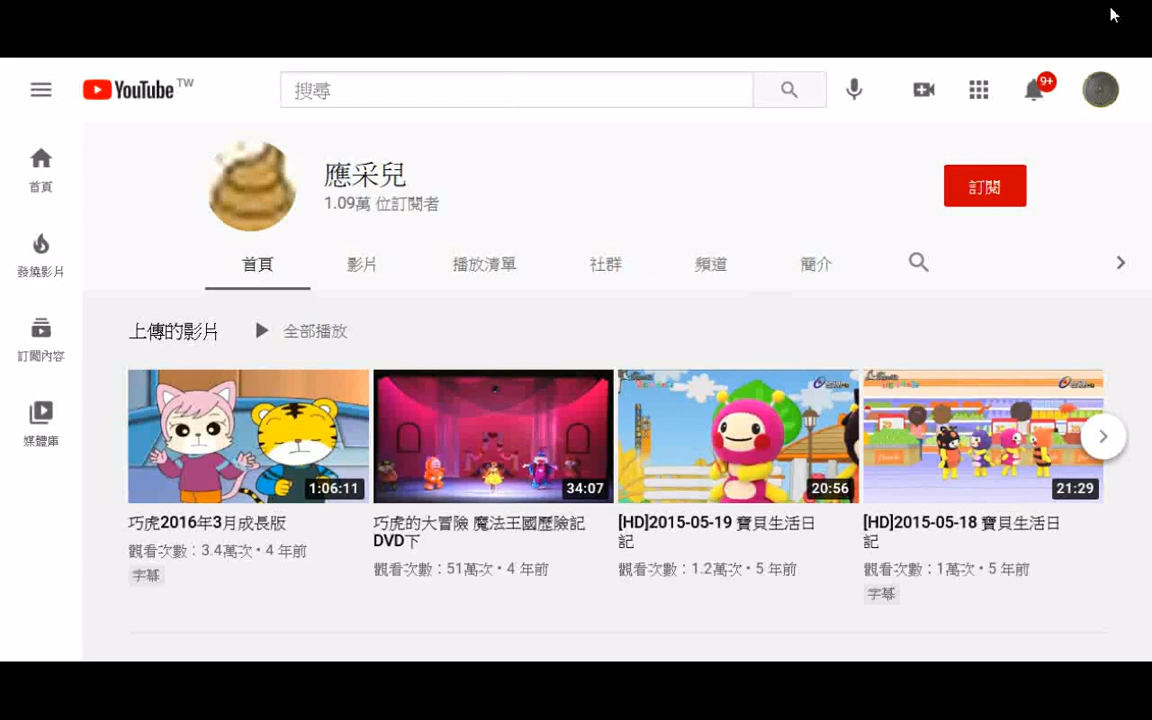 YouTube TW
搜尋
9+
首頁
發燒影片
訂閱內容
媒體庫
應采兒
1.09萬 位訂閱者
訂閱
首頁 影片 播放清單 社群 頻道 簡介
上傳的影片 全部播放
1:06:11
巧虎2016年3月成長版
觀看次數：3.4萬次 • 4 年前
字幕
34:07
巧虎的大冒險 魔法王國歷險記
DVD下
觀看次數：51萬次 • 4 年前
20:56
[HD]2015-05-19 寶貝生活日
記
觀看次數：1.2萬次 • 5 年前
21:29
[HD]2015-05-18 寶貝生活日
記
觀看次數：1萬次 • 5 年前
字幕